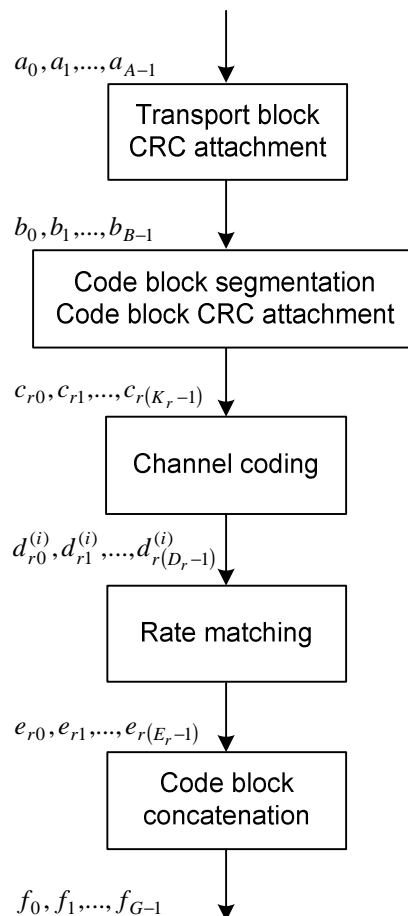 a_0, a_1,..., a_{A−1}
Transport block
CRC attachment
b_0, b_1,..., b_{B−1}
Code block segmentation
Code block CRC attachment
c_{r0}, c_{r1},..., c_{r(K_r−1)}
Channel coding
d_{r0}^{(i)}, d_{r1}^{(i)},..., d_{r(D_r−1)}^{(i)}
Rate matching
e_{r0}, e_{r1},..., e_{r(E_r−1)}
Code block
concatenation
f_0, f_1,..., f_{G−1}